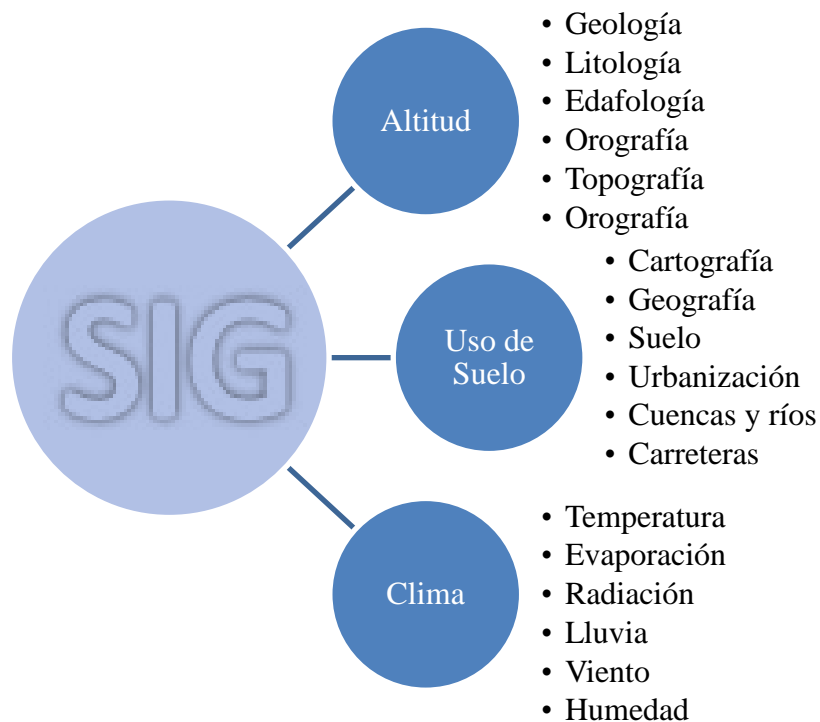 SIG
Altitud
• Geología
• Litología
• Edafología
• Orografía
• Topografía
• Orografía
Uso de
Suelo
• Cartografía
• Geografía
• Suelo
• Urbanización
• Cuencas y ríos
• Carreteras
Clima
• Temperatura
• Evaporación
• Radiación
• Lluvia
• Viento
• Humedad